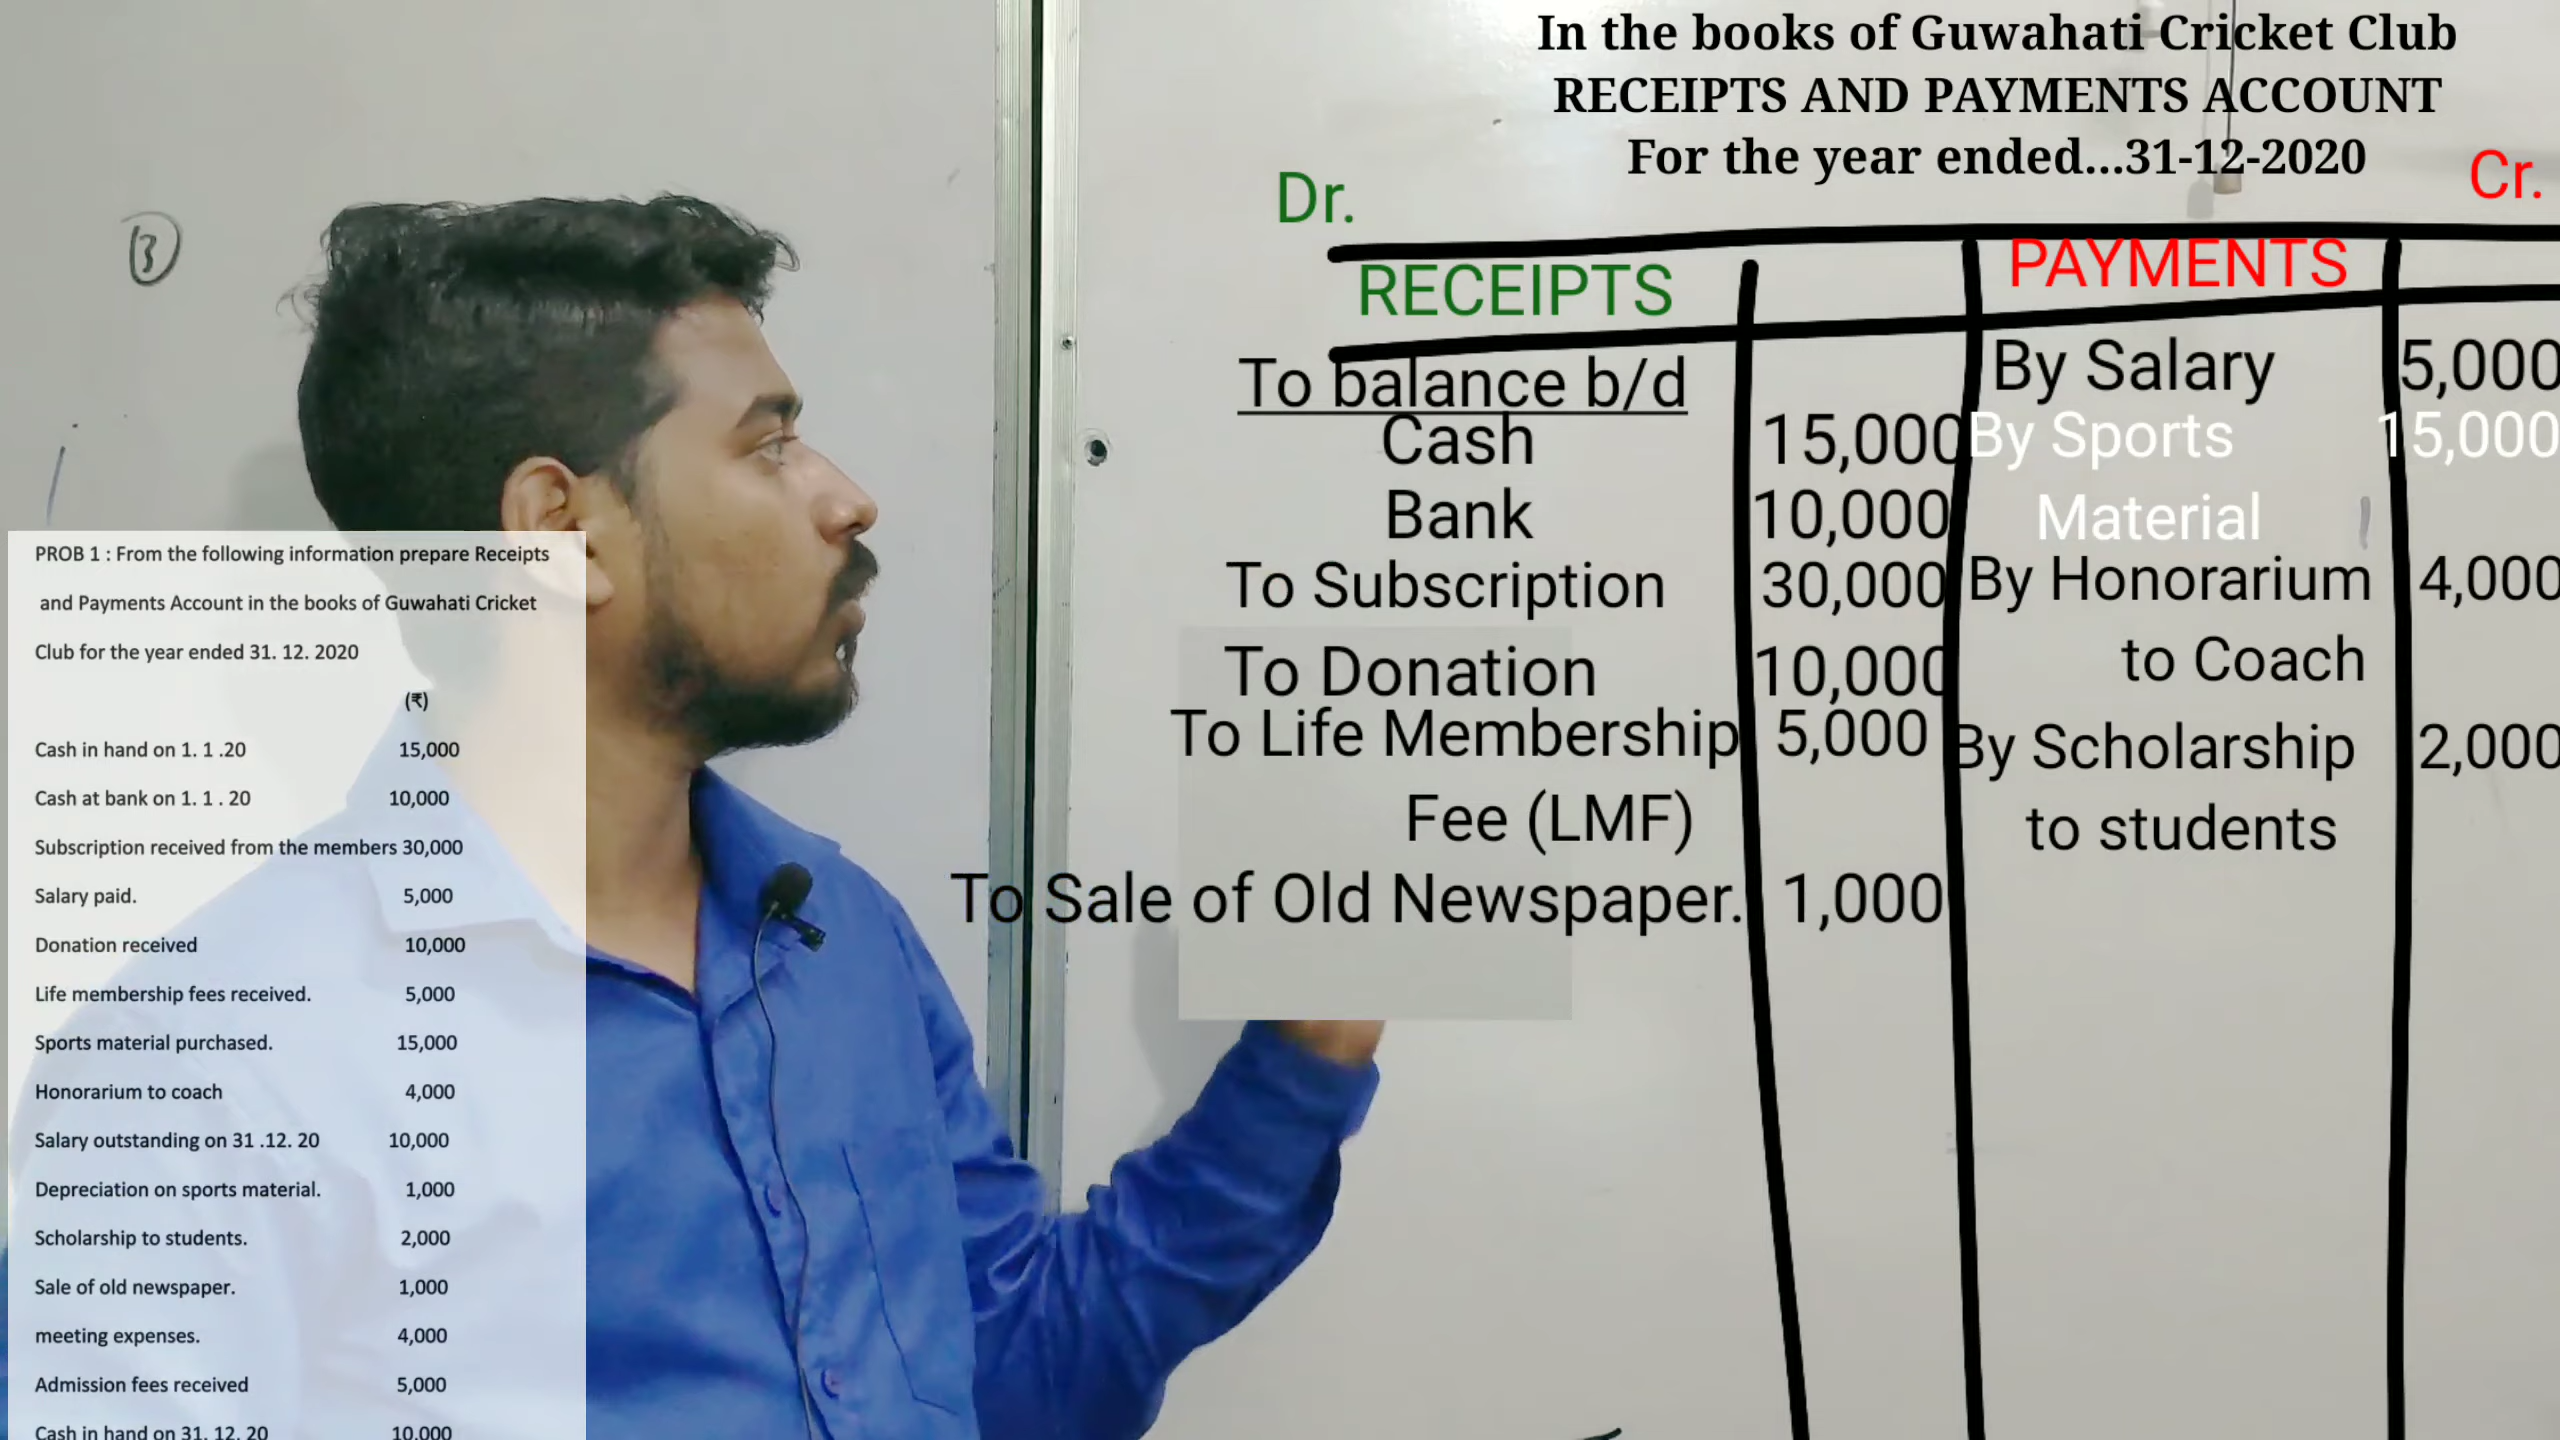 In the books of Guwahati Cricket Club
RECEIPTS AND PAYMENTS ACCOUNT
For the year ended...31-12-2020
Dr.
Cr.
RECEIPTS
PAYMENTS
To balance b/d
Cash 15,000
Bank 10,000
To Subscription 30,000
To Donation 10,000
To Life Membership 5,000
Fee (LMF)
To Sale of Old Newspaper. 1,000
By Salary 5,000
By Sports 15,000
Material
By Honorarium 4,000
to Coach
By Scholarship 2,000
to students
3
PROB 1 : From the following information prepare Receipts
and Payments Account in the books of Guwahati Cricket
Club for the year ended 31. 12. 2020
(₹)
Cash in hand on 1. 1 .20 15,000
Cash at bank on 1. 1 . 20 10,000
Subscription received from the members 30,000
Salary paid. 5,000
Donation received 10,000
Life membership fees received. 5,000
Sports material purchased. 15,000
Honorarium to coach 4,000
Salary outstanding on 31 .12. 20 10,000
Depreciation on sports material. 1,000
Scholarship to students. 2,000
Sale of old newspaper. 1,000
meeting expenses. 4,000
Admission fees received 5,000
Cash in hand on 31. 12. 20 10,000